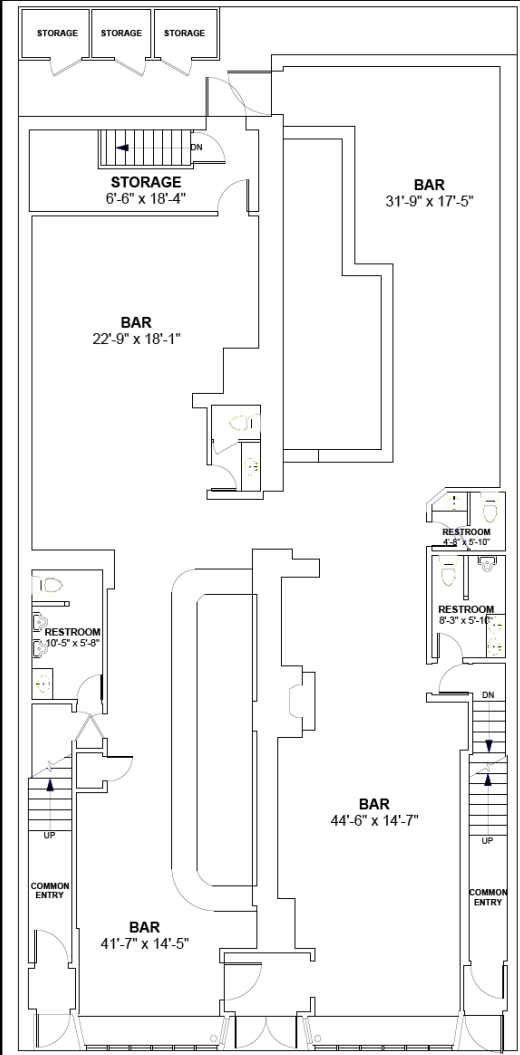 STORAGE
STORAGE
STORAGE
DN
STORAGE
6'-6" x 18'-4"
BAR
31'-9" x 17'-5"
BAR
22'-9" x 18'-1"
RESTROOM
4'-8" x 5'-10"
RESTROOM
8'-3" x 5'-10"
RESTROOM
10'-5" x 5'-8"
DN
BAR
44'-6" x 14'-7"
UP
UP
COMMON
ENTRY
COMMON
ENTRY
BAR
41'-7" x 14'-5"